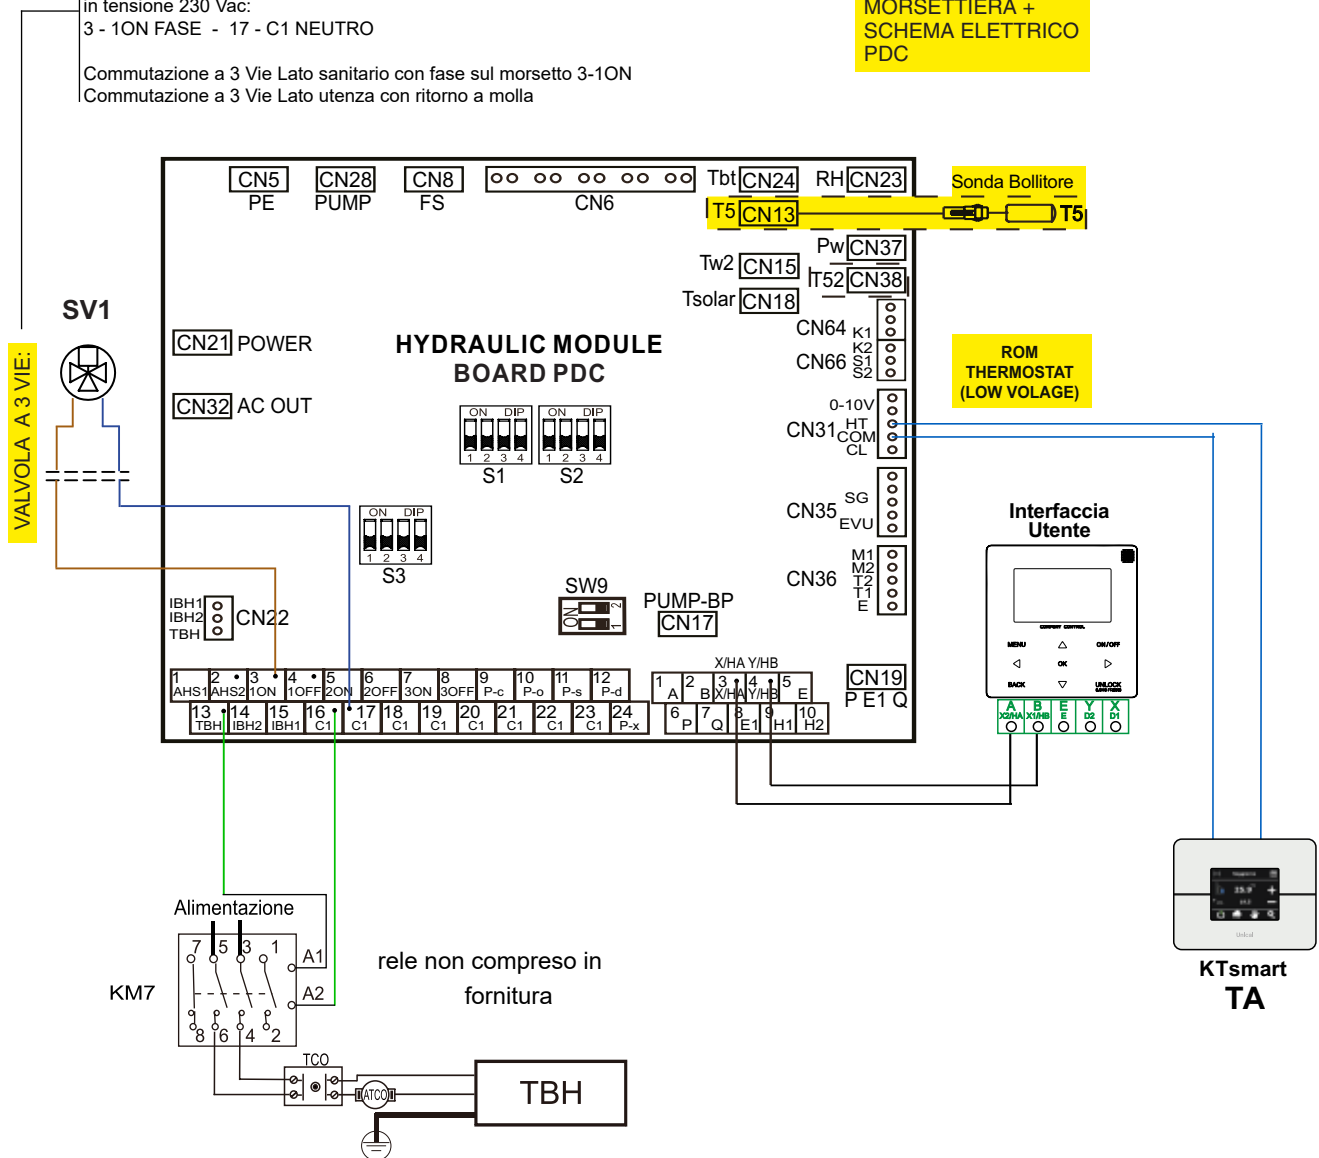 in tensione 230 Vac:
3 - 1ON FASE - 17 - C1 NEUTRO
Commutazione a 3 Vie Lato sanitario con fase sul morsetto 3-1ON
Commutazione a 3 Vie Lato utenza con ritorno a molla
MORSETTIERA +
SCHEMA ELETTRICO
PDC
CN5 CN28 CN8
PE PUMP FS
CN6
Tbt CN24 RH CN23
Sonda Bollitore
T5 CN13 T5
Pw CN37
Tw2 CN15
T52 CN38
Tsolar CN18
SV1
VALVOLA A 3 VIE:
CN21 POWER
CN32 AC OUT
HYDRAULIC MODULE
BOARD PDC
CN64 K1
CN66 K2
S1
S2
0-10V
CN31 HT
COM
CL
ROM
THERMOSTAT
(LOW VOLAGE)
ON DIP
1 2 3 4
S1
ON DIP
1 2 3 4
S2
ON DIP
1 2 3 4
S3
CN35 SG
EVU
CN36 M1
M2
T2
T1
E
SW9
ON 1 2
PUMP-BP
CN17
IBH1
IBH2
TBH
CN22
Interfaccia
Utente
COMFORT CONTROL
MENU ON/OFF
OK
BACK UNLOCK
A B E Y X
X2/HA X1/HB E D2 D1
CN19
P E1 Q
X/HA Y/HB
1 2 3 4 5 6 7 8 9 10 11 12
AHS1 AHS2 1ON 1OFF 2ON 2OFF 3ON 3OFF P-c P-o P-s P-d
13 14 15 16 17 18 19 20 21 22 23 24
TBH IBH2 IBH1 C1 C1 C1 C1 C1 C1 C1 C1 P-x
1 2 3 4 5
A B X/HA Y/HB E
6 7 8 9 10
P Q E1 H1 H2
Alimentazione
7 5 3 1
A1
KM7
A2
8 6 4 2
rele non compreso in
fornitura
TCO
ATCO
TBH
Unical
KTsmart
TA